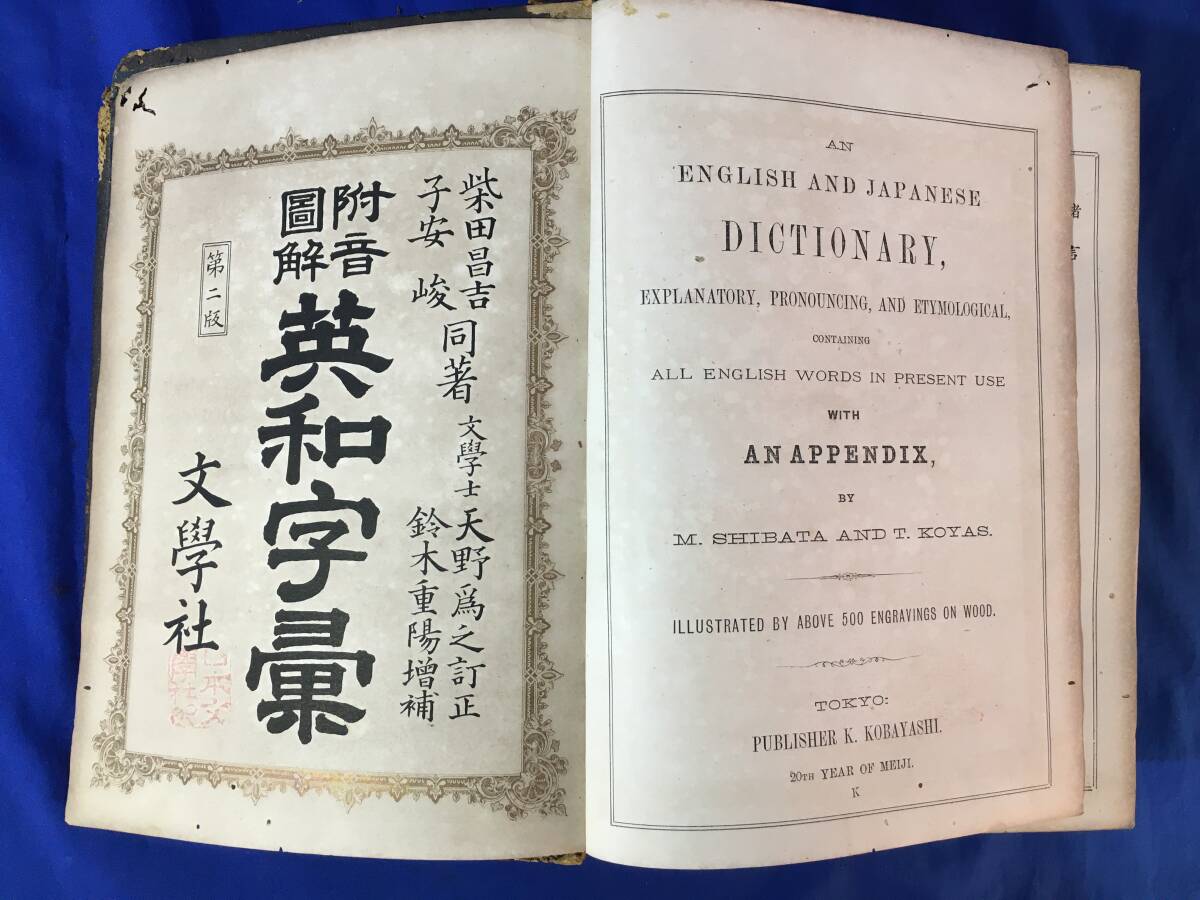 柴田昌吉
子安峻
同著
文學士
天野爲之訂正
鈴木重陽增補
附音
圖解
英和字彙
第二版
文學社
AN
ENGLISH AND JAPANESE
DICTIONARY,
EXPLANATORY, PRONOUNCING, AND ETYMOLOGICAL,
CONTAINING
ALL ENGLISH WORDS IN PRESENT USE
WITH
AN APPENDIX,
BY
M. SHIBATA AND T. KOYAS.
ILLUSTRATED BY ABOVE 500 ENGRAVINGS ON WOOD.
TOKYO:
PUBLISHER K. KOBAYASHI.
20TH YEAR OF MEIJI.
K